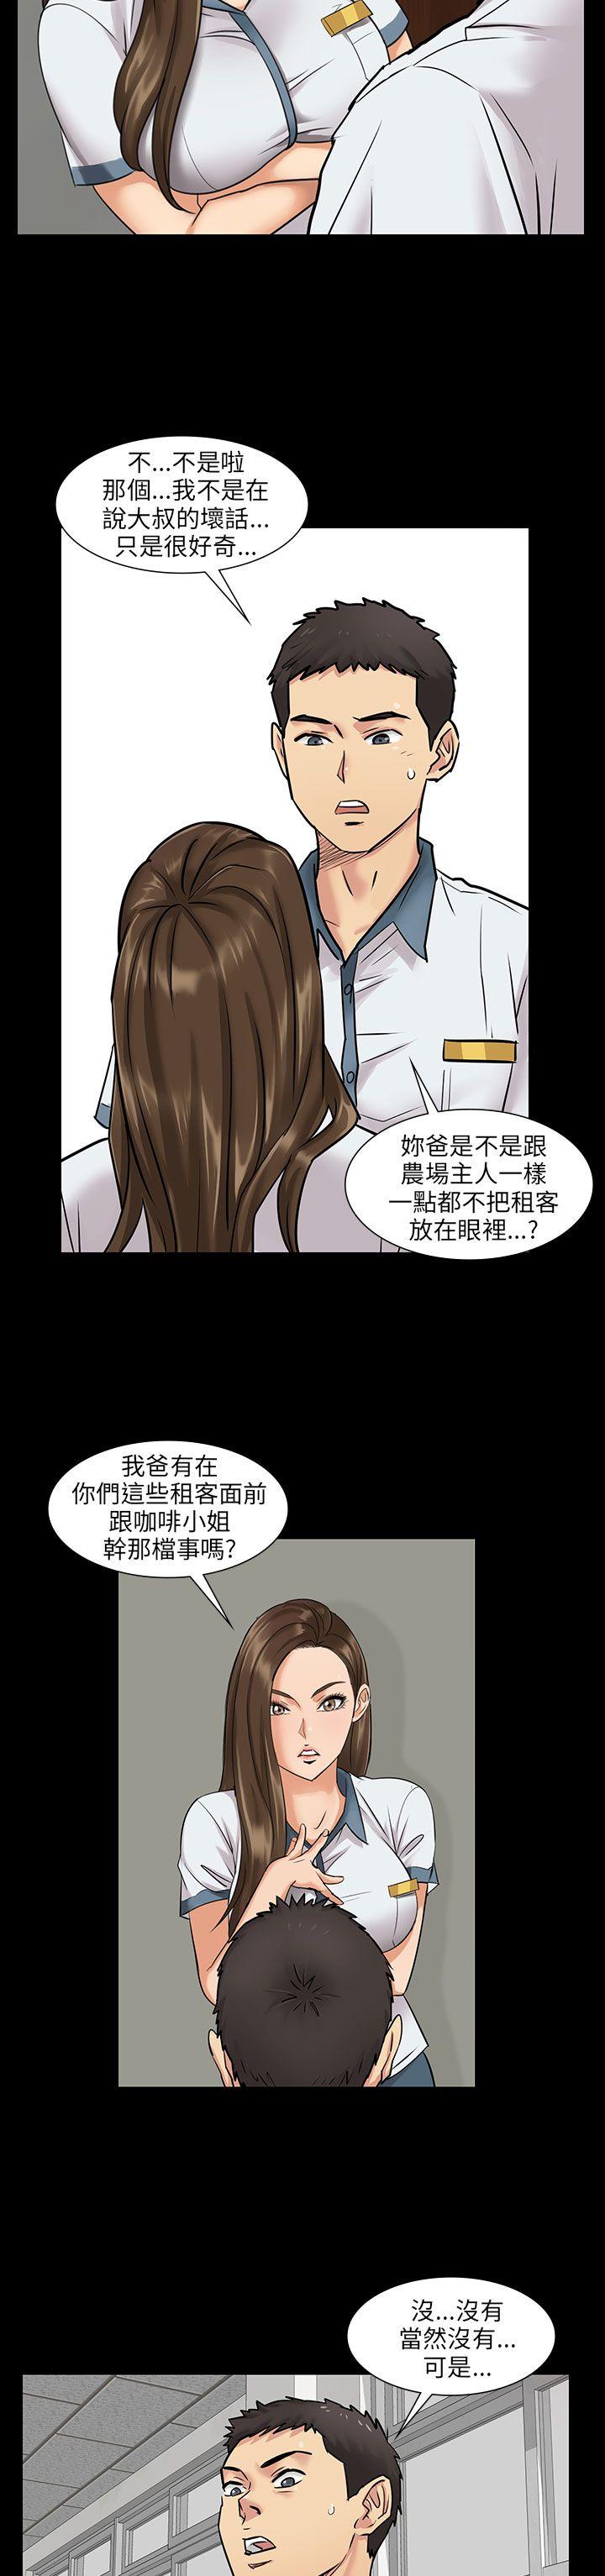 不...不是啦
那個...我不是在
說大叔的壞話...
只是很好奇...
妳爸是不是跟
農場主人一樣
一點都不把租客
放在眼裡...?
我爸有在
你們這些租客面前
跟咖啡小姐
幹那檔事嗎?
沒...沒有
當然沒有...
可是...